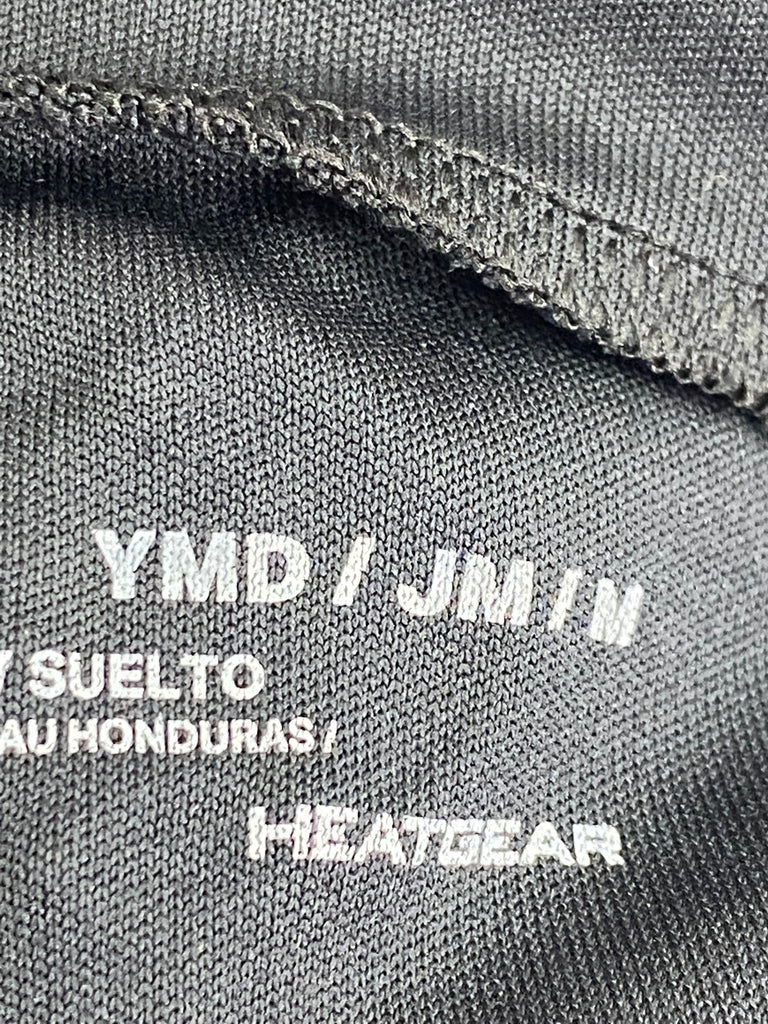 YMD / JM / M
/ SUELTO
AU HONDURAS /
HEATGEAR